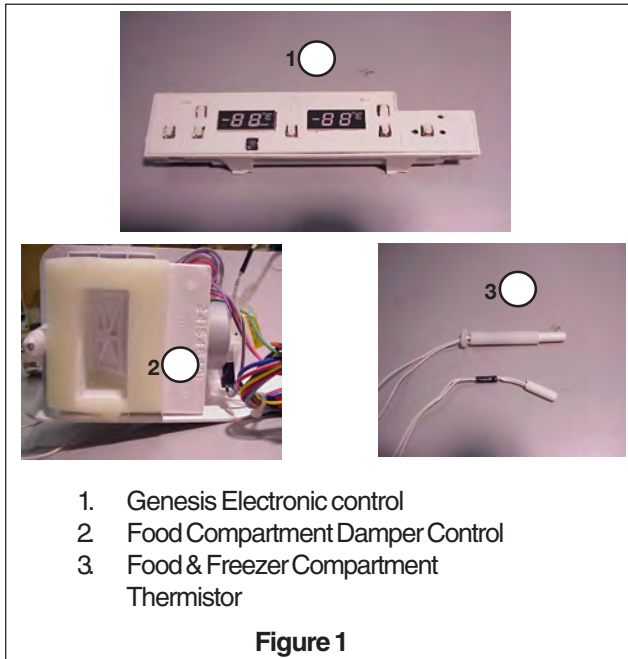 1
-88°E
-88°E
2
3
1. Genesis Electronic control
2 Food Compartment Damper Control
3. Food & Freezer Compartment
Thermistor
Figure 1